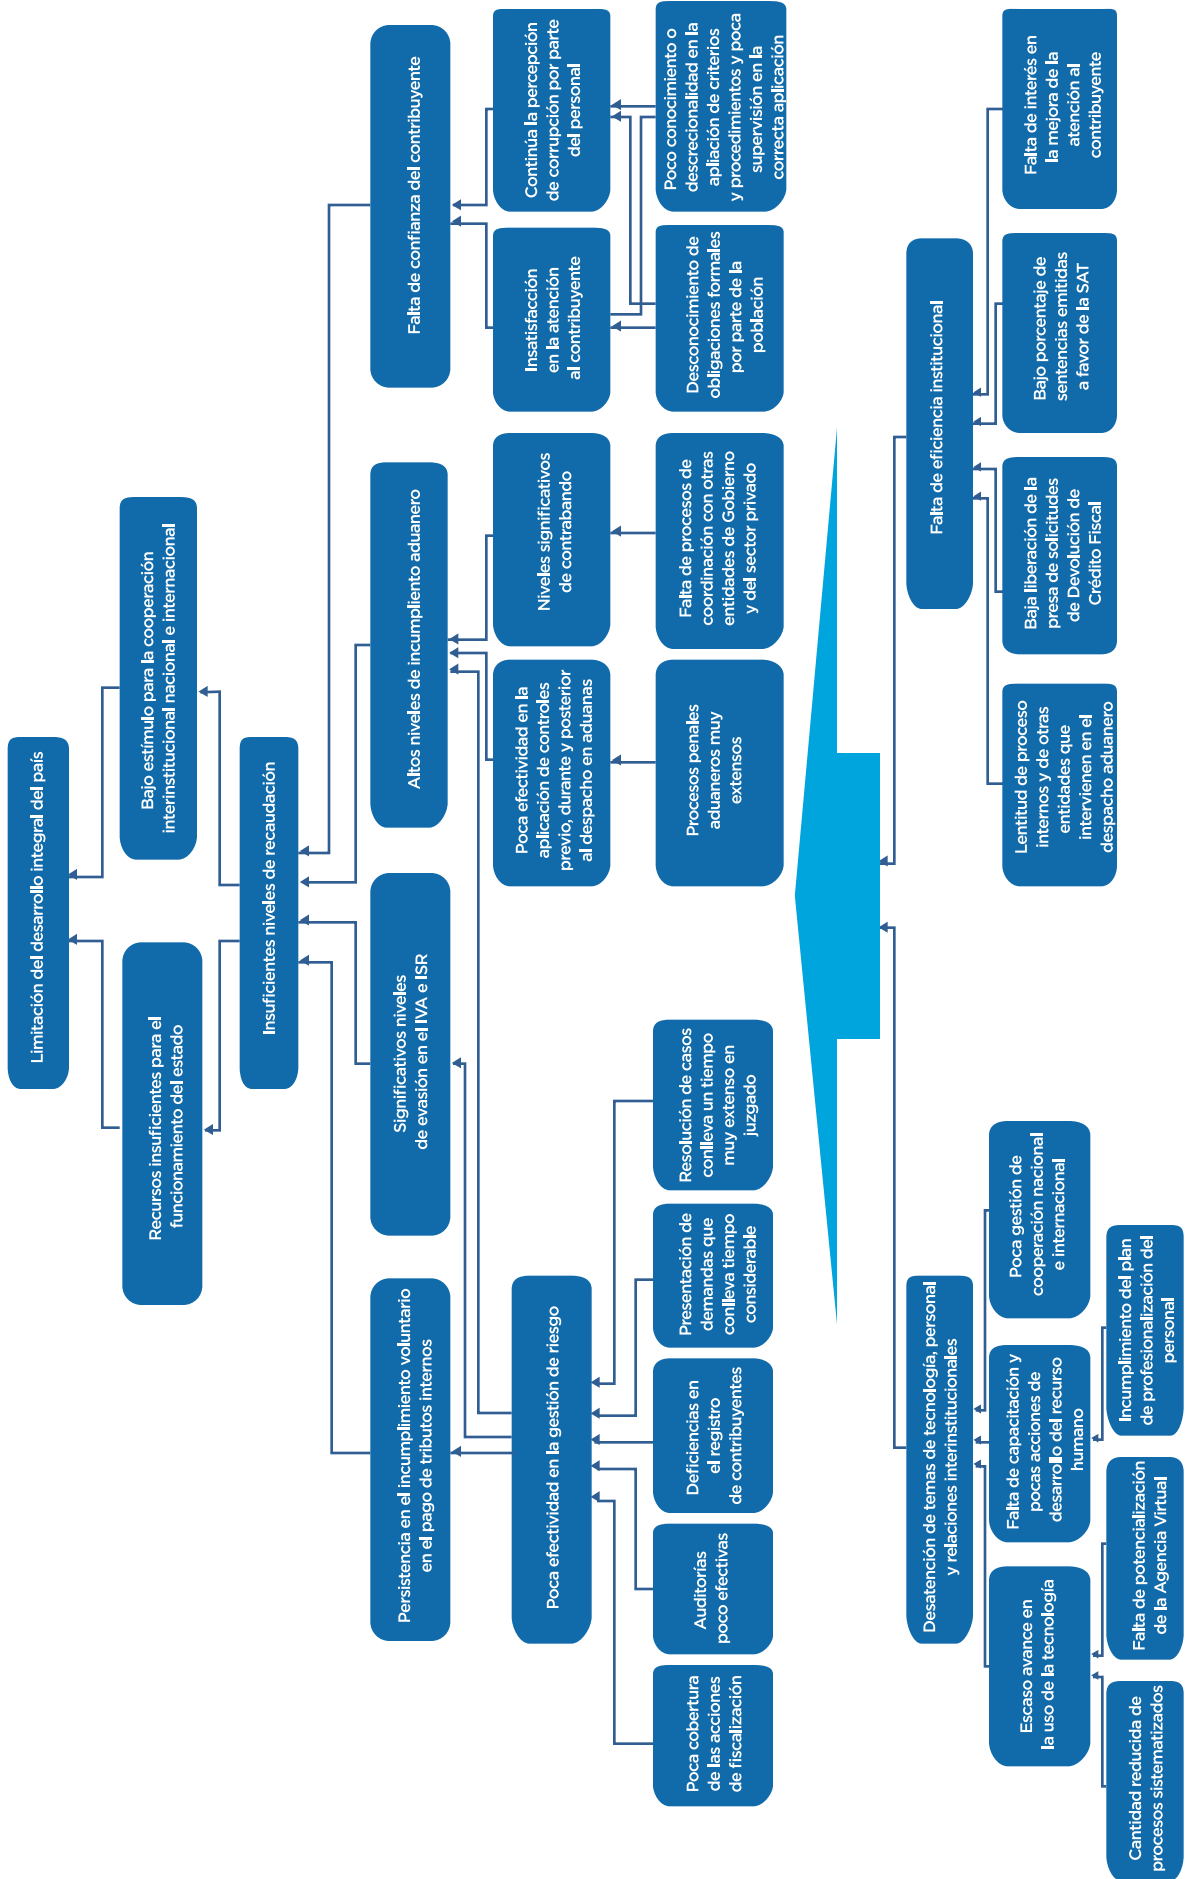 Limitación del desarrollo integral del país
Recursos insuficientes para el
funcionamiento del estado
Bajo estímulo para la cooperación
interinstitucional nacional e internacional
Insuficientes niveles de recaudación
Persistencia en el incumplimiento voluntario
en el pago de tributos internos
Significativos niveles
de evasión en el IVA e ISR
Altos niveles de incumpliento aduanero
Falta de confianza del contribuyente
Poca efectividad en la gestión de riesgo
Poca efectividad en la
aplicación de controles
previo, durante y posterior
al despacho en aduanas
Niveles significativos
de contrabando
Insatisfacción
en la atención
al contribuyente
Continúa la percepción
de corrupción por parte
del personal
Poca cobertura
de las acciones
de fiscalización
Auditorías
poco efectivas
Deficiencias en
el registro
de contribuyentes
Presentación de
demandas que
conlleva tiempo
considerable
Resolución de casos
conlleva un tiempo
muy extenso en
juzgado
Procesos penales
aduaneros muy
extensos
Falta de procesos de
coordinación con otras
entidades de Gobierno
y del sector privado
Desconocimiento de
obligaciones formales
por parte de la
población
Poco conocimiento o
descrecionalidad en la
apliación de criterios
y procedimientos y poca
supervisión en la
correcta aplicación
Desatención de temas de tecnología, personal
y relaciones interinstitucionales
Falta de eficiencia institucional
Escaso avance en
la uso de la tecnología
Falta de capacitación y
pocas acciones de
desarrollo del recurso
humano
Poca gestión de
cooperación nacional
e internacional
Lentitud de proceso
internos y de otras
entidades que
intervienen en el
despacho aduanero
Baja liberación de la
presa de solicitudes
de Devolución de
Crédito Fiscal
Bajo porcentaje de
sentencias emitidas
a favor de la SAT
Falta de interés en
la mejora de la
atención al
contribuyente
Cantidad reducida de
procesos sistematizados
Falta de potencialización
de la Agencia Virtual
Incumplimiento del plan
de profesionalización del
personal